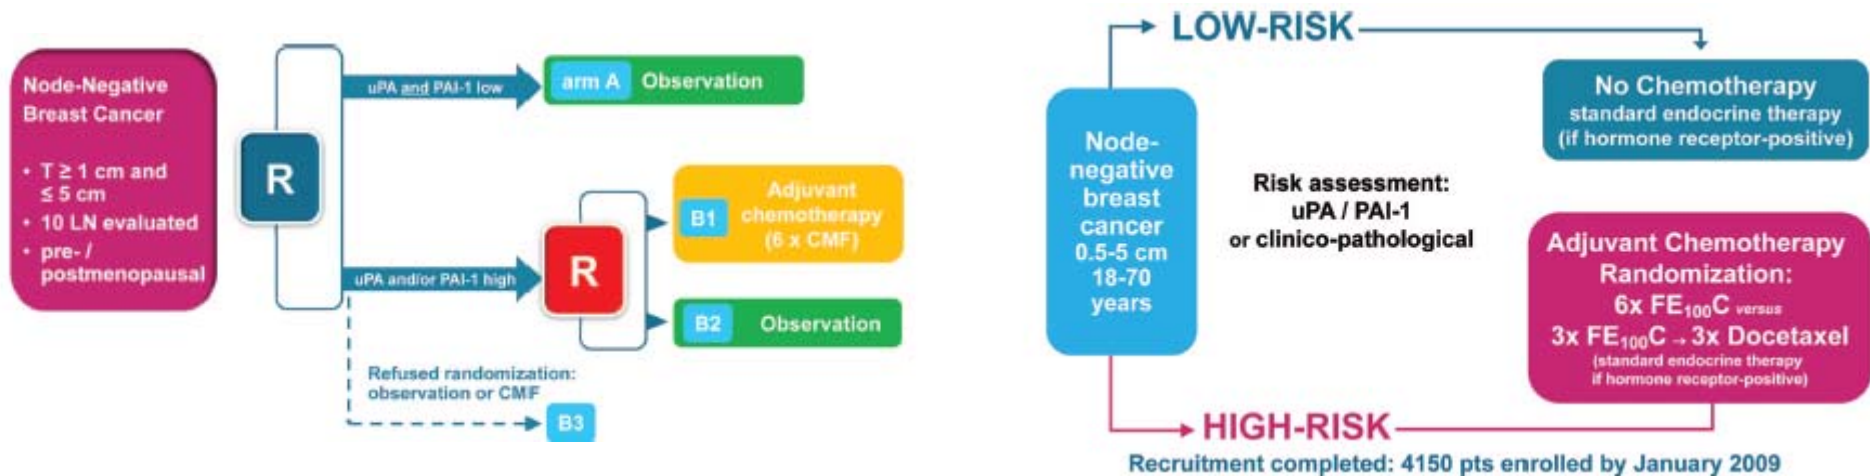 Node-Negative
Breast Cancer
• T ≥ 1 cm and
≤ 5 cm
• 10 LN evaluated
• pre- /
postmenopausal
R
uPA and PAI-1 low
arm A Observation
uPA and/or PAI-1 high
R
B1
Adjuvant
chemotherapy
(6 x CMF)
B2 Observation
Refused randomization:
observation or CMF
B3
LOW-RISK
No Chemotherapy
standard endocrine therapy
(if hormone receptor-positive)
Node-
negative
breast
cancer
0.5-5 cm
18-70
years
Risk assessment:
uPA / PAI-1
or clinico-pathological
Adjuvant Chemotherapy
Randomization:
6x FE₁₀₀C versus
3x FE₁₀₀C → 3x Docetaxel
(standard endocrine therapy
if hormone receptor-positive)
HIGH-RISK
Recruitment completed: 4150 pts enrolled by January 2009